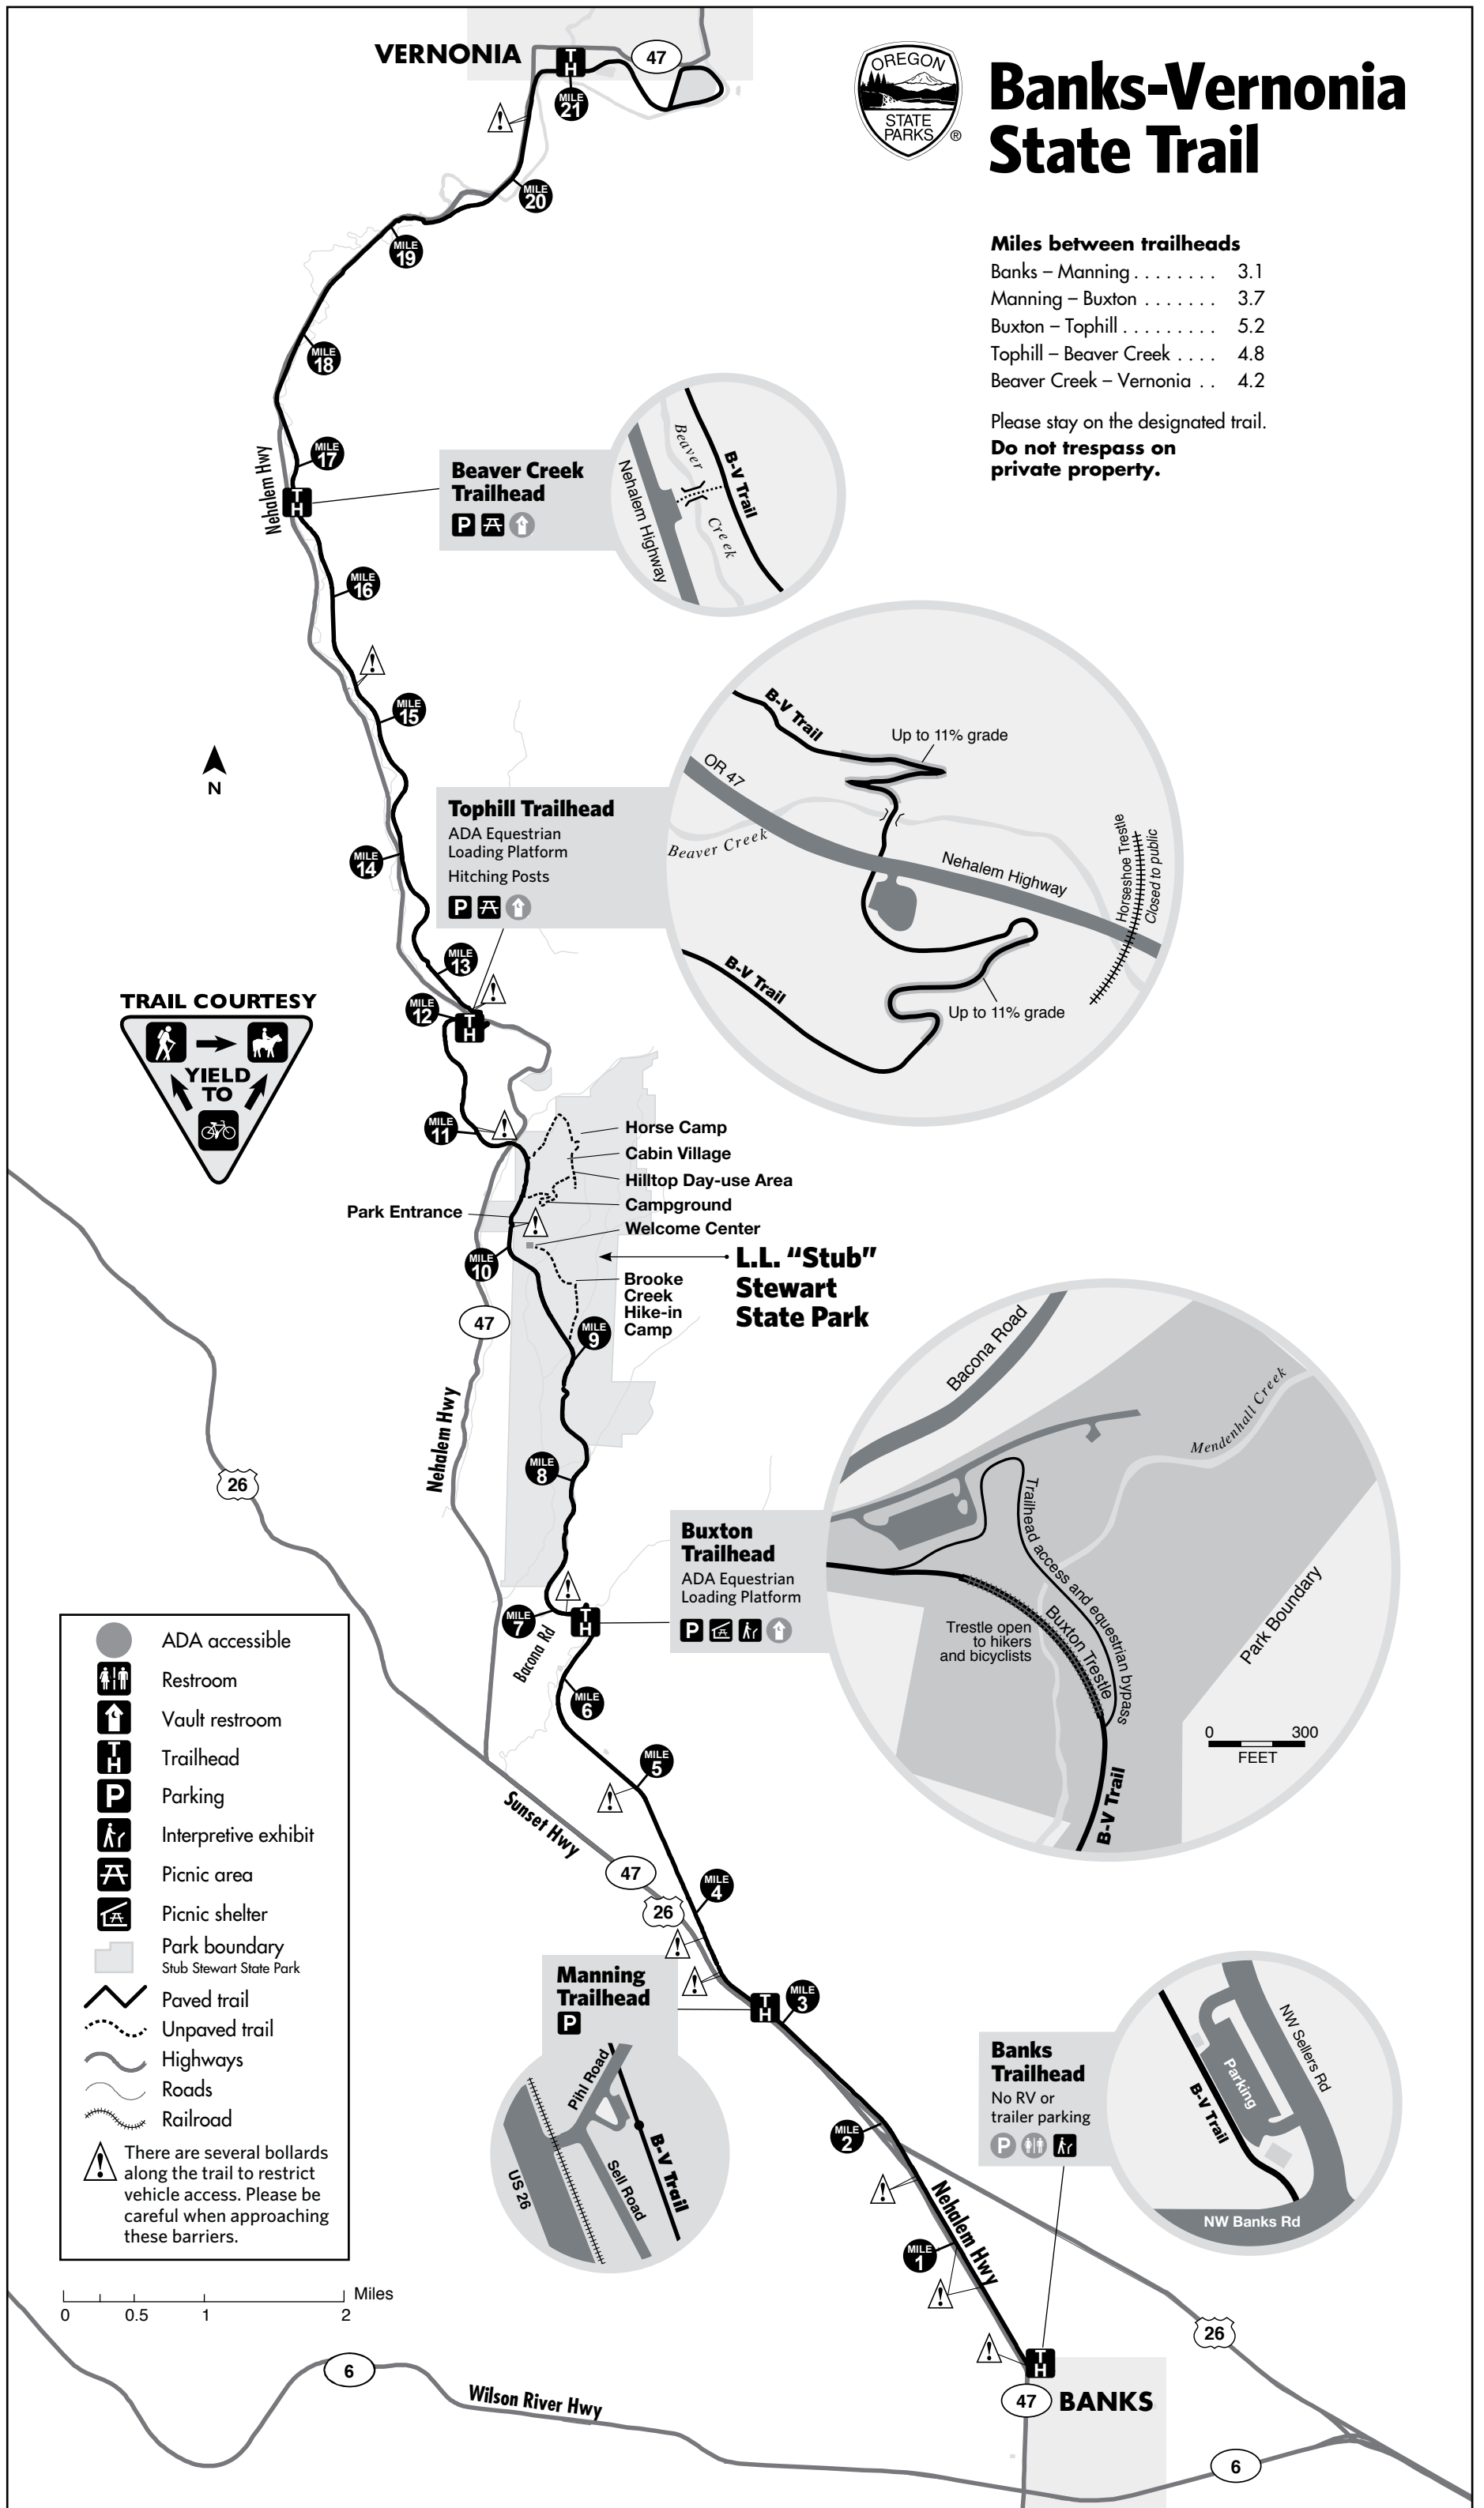 VERNONIA
T
H
47
MILE
21
OREGON
STATE
PARKS
®
Banks-Vernonia
State Trail
MILE
20
MILE
19
Miles between trailheads
Banks – Manning . . . . . . . . 3.1
Manning – Buxton . . . . . . . 3.7
Buxton – Tophill . . . . . . . . . 5.2
Tophill – Beaver Creek . . . . 4.8
Beaver Creek – Vernonia . . 4.2
Please stay on the designated trail.
Do not trespass on
private property.
MILE
18
MILE
17
Nehalem Hwy
T
H
Beaver Creek
Trailhead
P
Beaver
Creek
B-V Trail
Nehalem Highway
MILE
16
!
MILE
15
N
Tophill Trailhead
ADA Equestrian
Loading Platform
Hitching Posts
P
B-V Trail
Up to 11% grade
OR 47
Beaver Creek
Nehalem Highway
Horseshoe Trestle
Closed to public
B-V Trail
Up to 11% grade
MILE
14
MILE
13
!
MILE
12
T
H
TRAIL COURTESY
YIELD
TO
MILE
11
!
Horse Camp
Cabin Village
Hilltop Day-use Area
Campground
Welcome Center
Park Entrance
!
MILE
10
L.L. “Stub”
Stewart
State Park
Brooke
Creek
Hike-in
Camp
MILE
9
47
Nehalem Hwy
26
MILE
8
Buxton
Trailhead
ADA Equestrian
Loading Platform
P
Bacona Road
Mendenhall Creek
Trailhead access and equestrian bypass
Buxton Trestle
Trestle open
to hikers
and bicyclists
Park Boundary
0 300
FEET
B-V Trail
!
MILE
7
T
H
Bacona Rd
MILE
6
MILE
5
!
Sunset Hwy
47
26
MILE
4
!
!
ADA accessible
Restroom
Vault restroom
T
H
Trailhead
P
Parking
Interpretive exhibit
Picnic area
Picnic shelter
Park boundary
Stub Stewart State Park
Paved trail
Unpaved trail
Highways
Roads
Railroad
!
There are several bollards
along the trail to restrict
vehicle access. Please be
careful when approaching
these barriers.
Manning
Trailhead
P
T
H
MILE
3
Pihl Road
B-V Trail
Sell Road
US 26
MILE
2
!
Nehalem Hwy
MILE
1
!
!
Banks
Trailhead
No RV or
trailer parking
P
NW Sellers Rd
Parking
B-V Trail
NW Banks Rd
0 0.5 1 2 Miles
T
H
47
BANKS
26
6
Wilson River Hwy
6
!